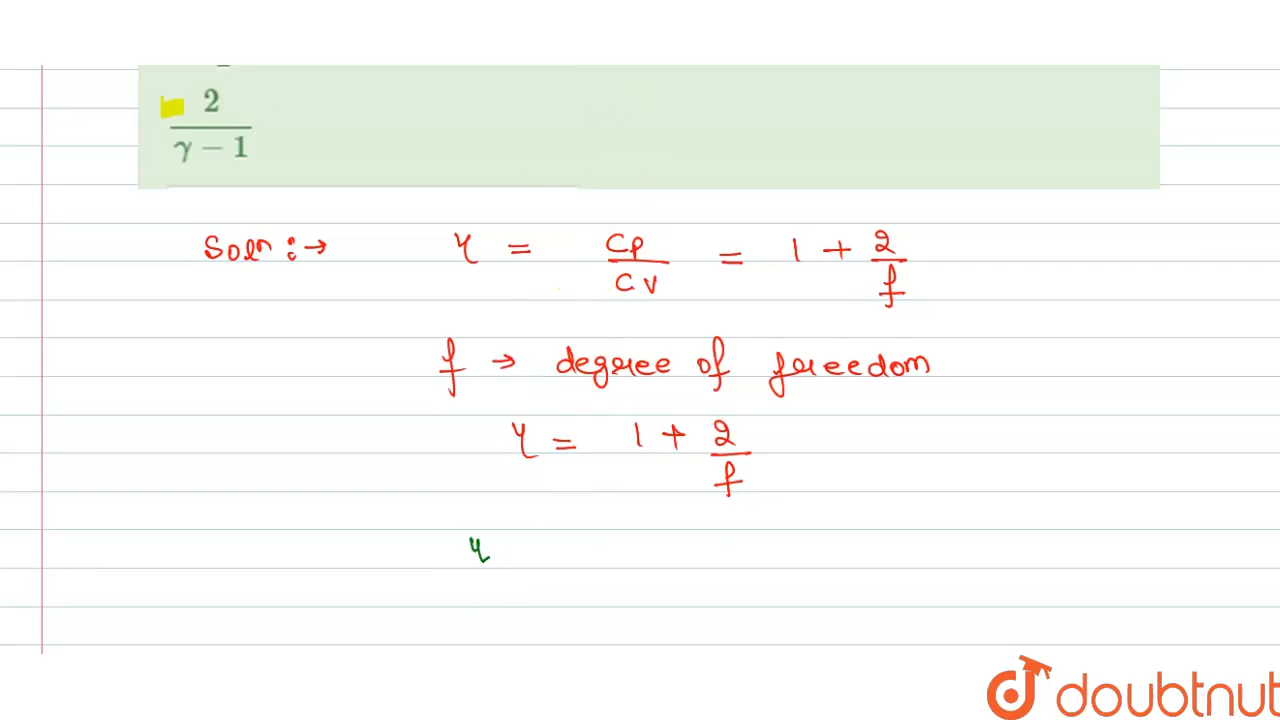 2
γ − 1
Soln :→ γ = Cp/Cv = 1 + 2/f
f → degree of freedom
γ = 1 + 2/f
γ
doubtnut